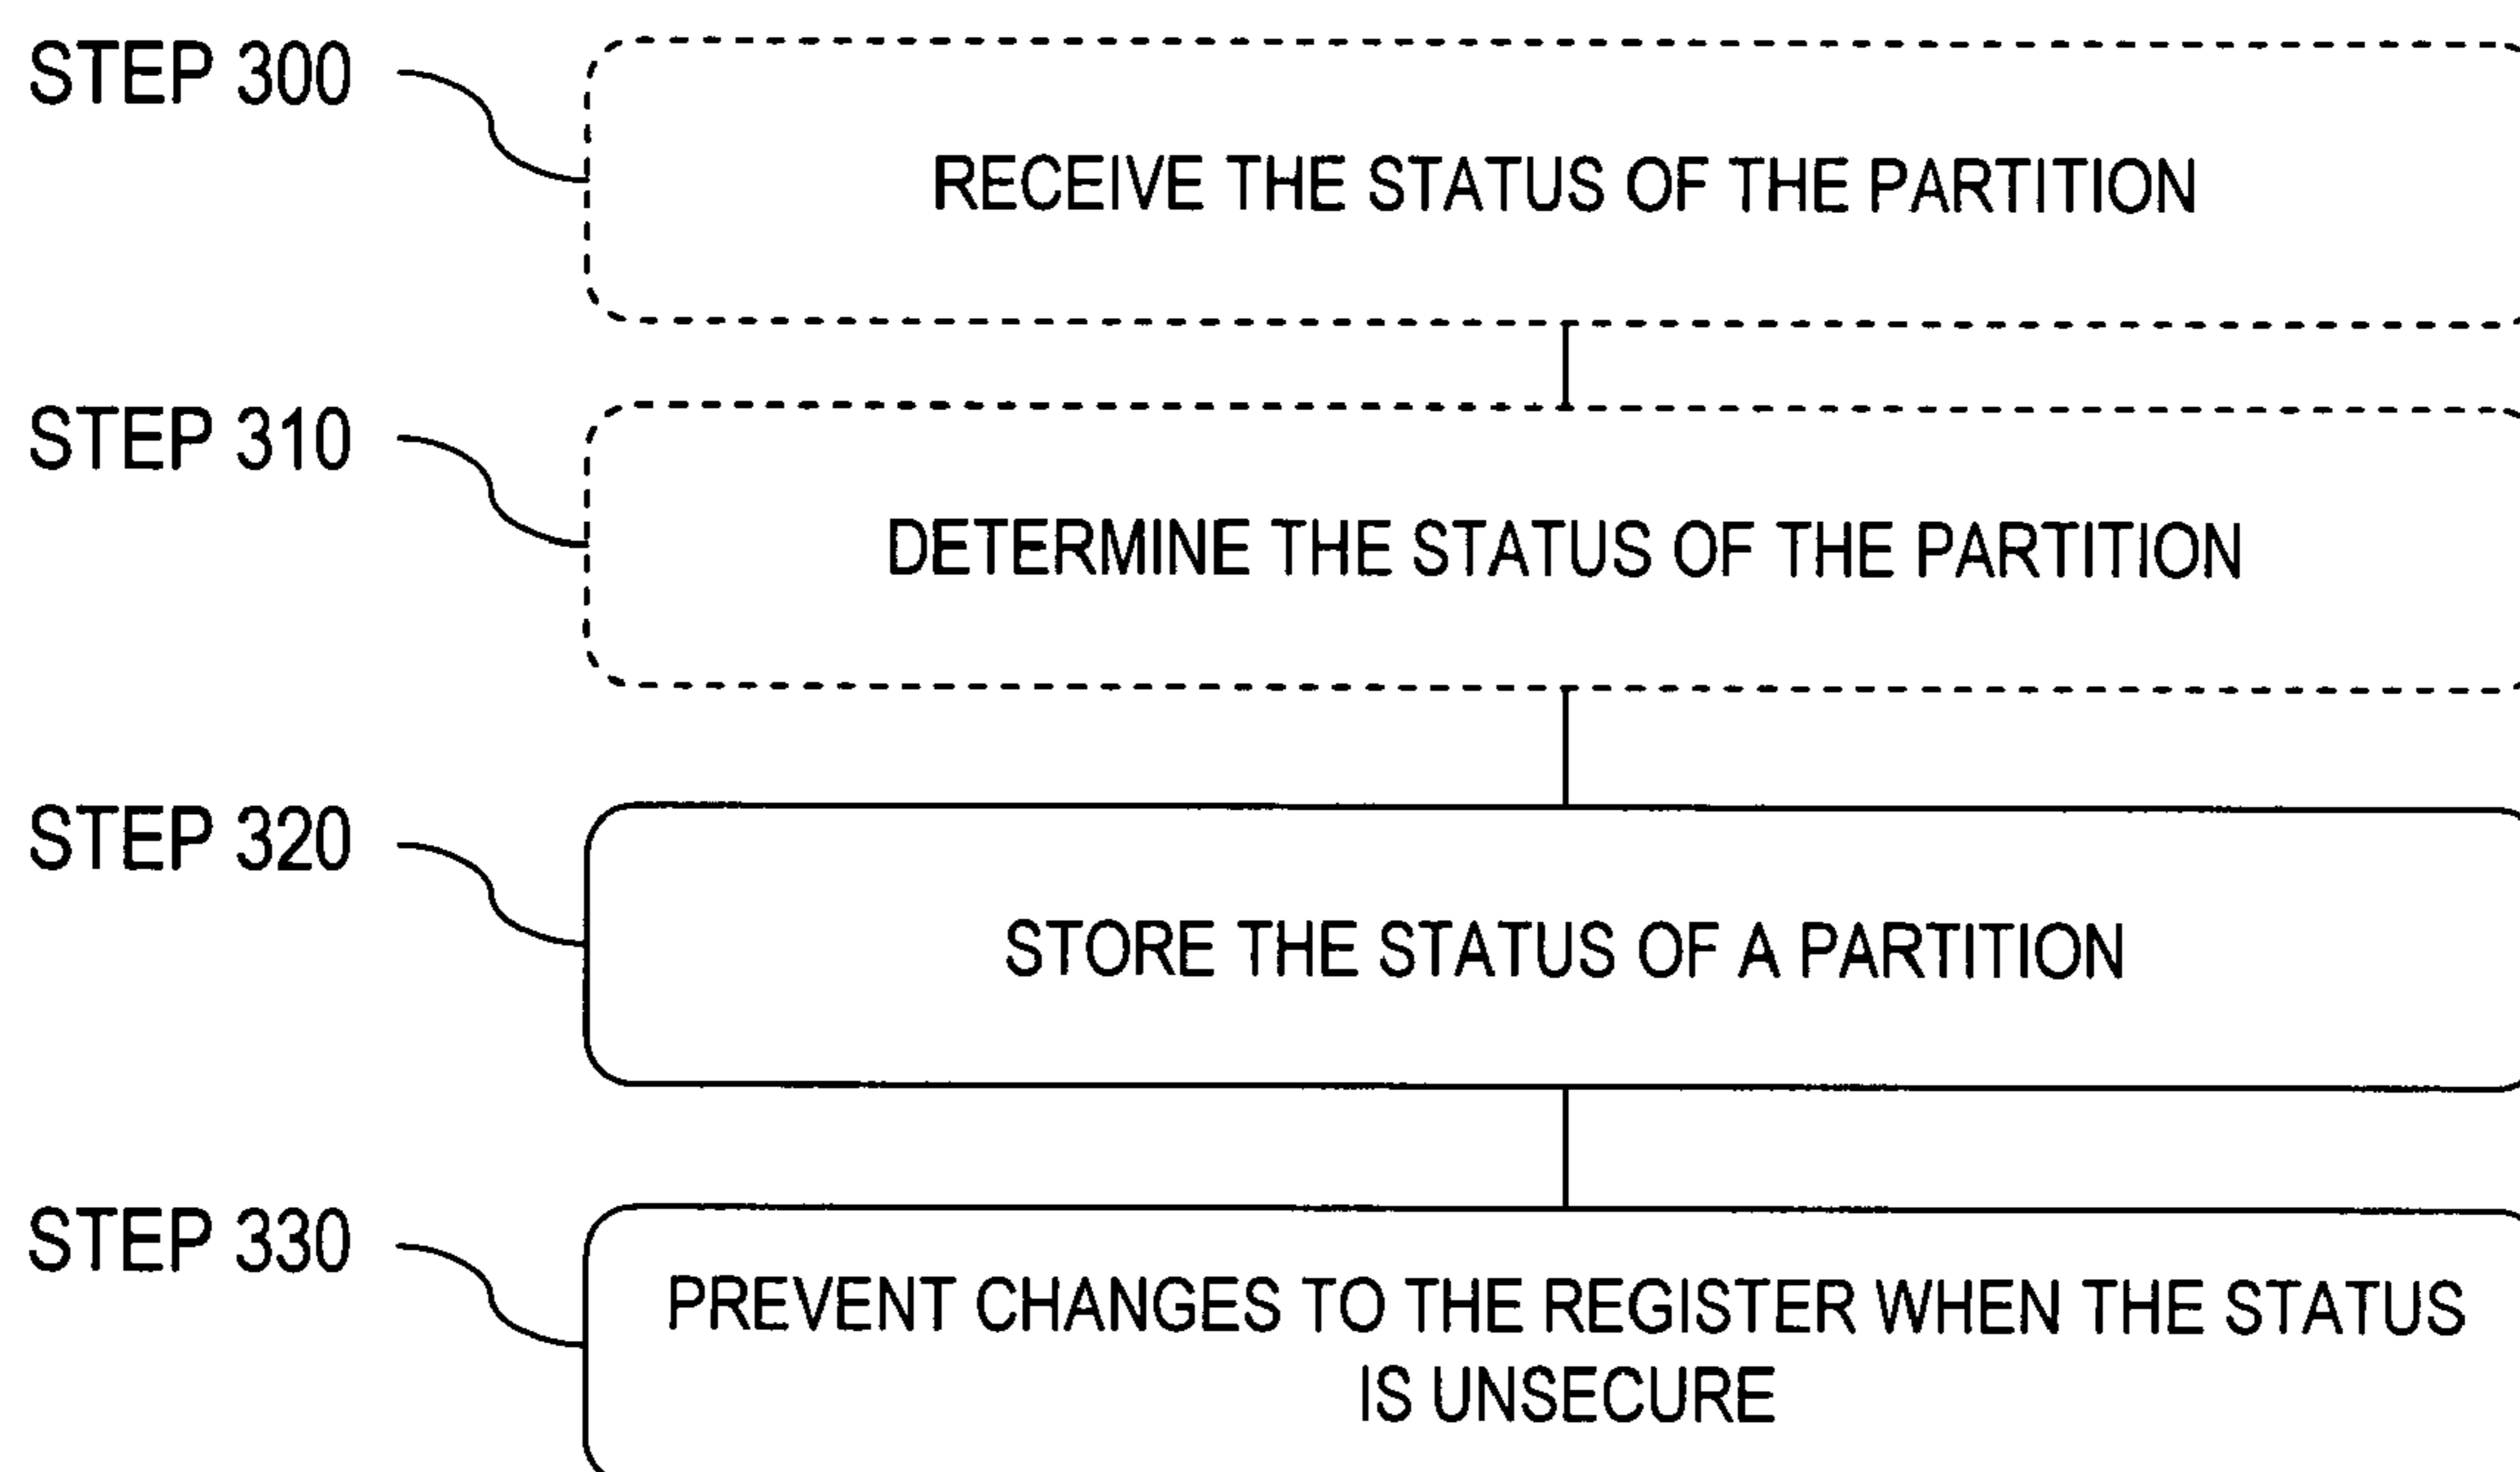 STEP 300
RECEIVE THE STATUS OF THE PARTITION
STEP 310
DETERMINE THE STATUS OF THE PARTITION
STEP 320
STORE THE STATUS OF A PARTITION
STEP 330
PREVENT CHANGES TO THE REGISTER WHEN THE STATUS
IS UNSECURE